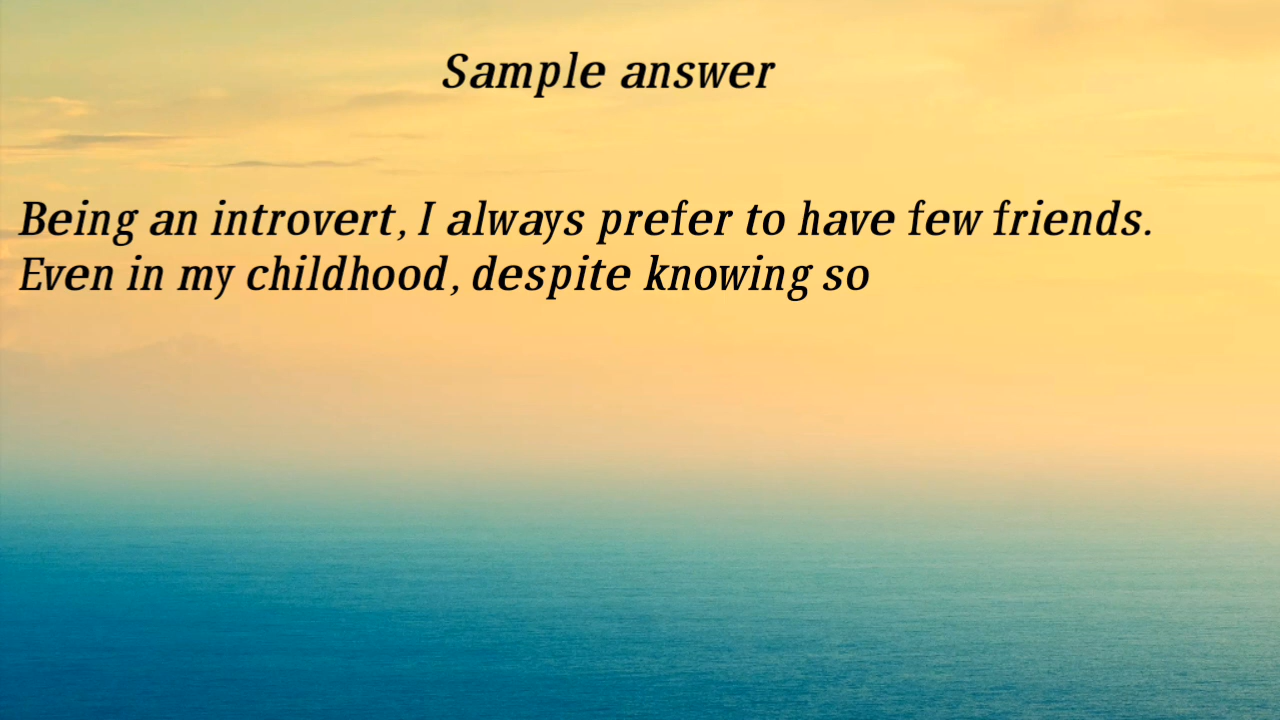 Sample answer
Being an introvert, I always prefer to have few friends.
Even in my childhood, despite knowing so